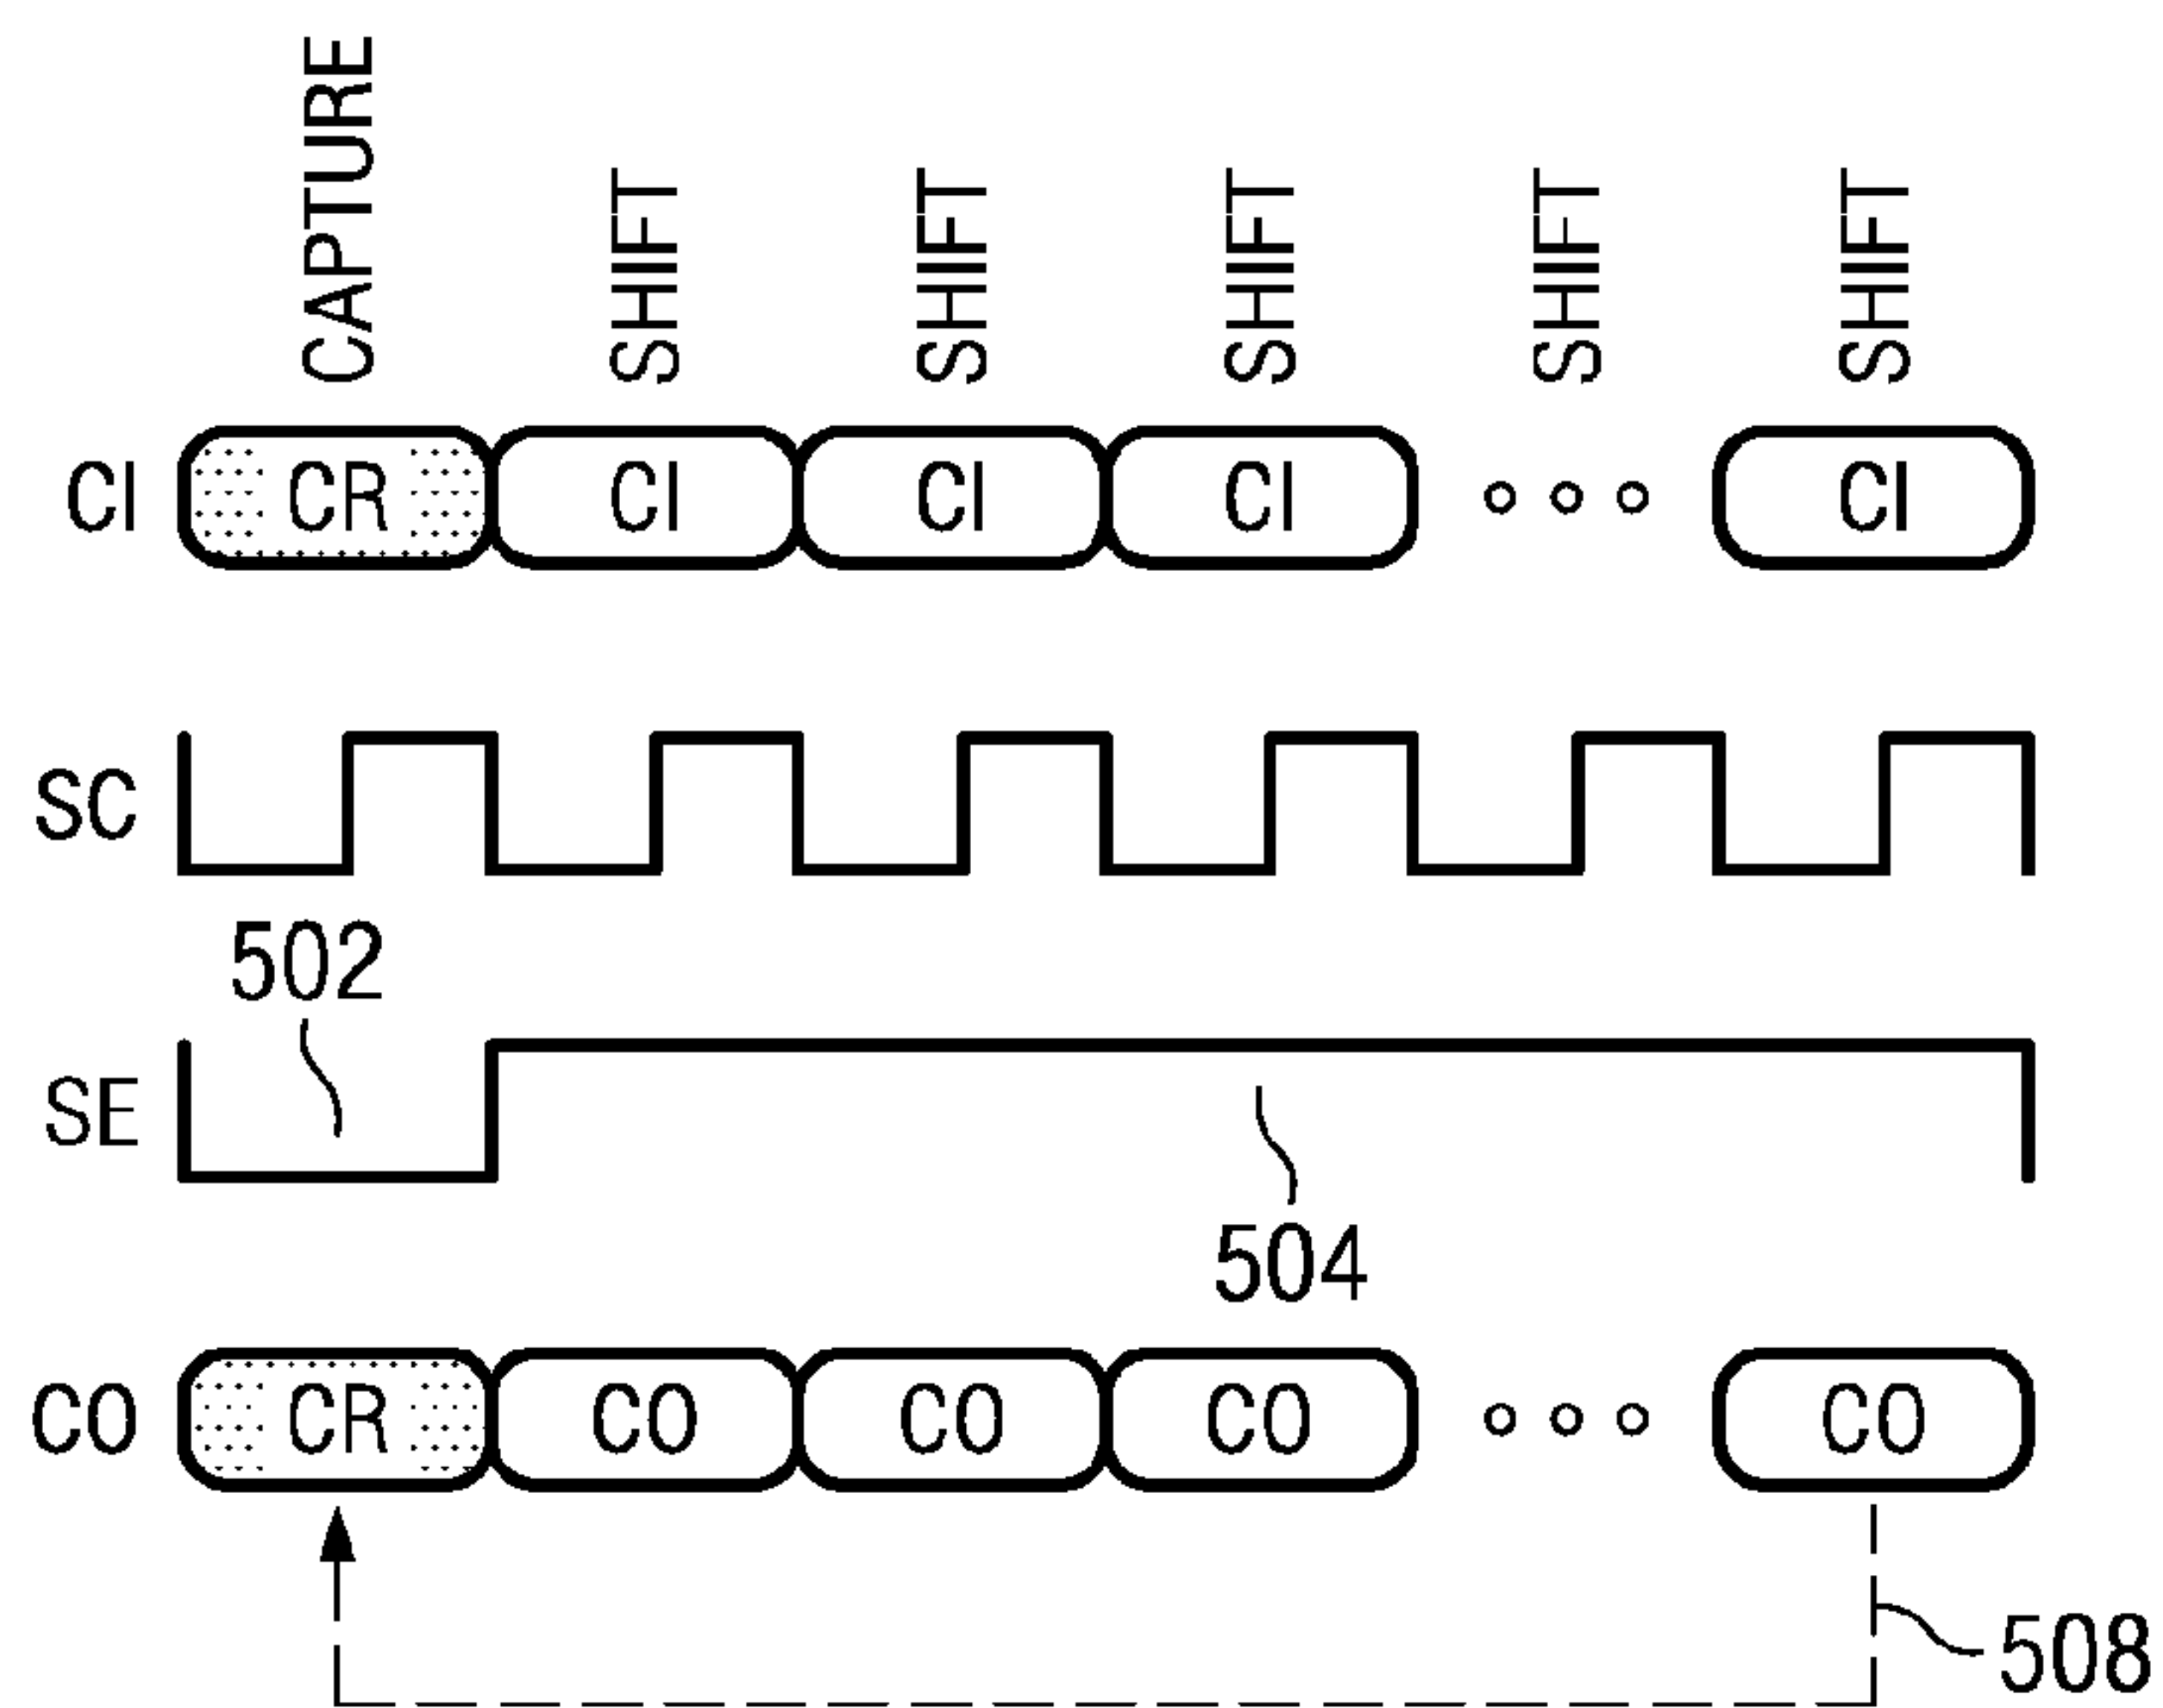 CAPTURE SHIFT SHIFT SHIFT SHIFT SHIFT
CI CR CI CI CI CI
SC
502
SE
504
CO CR CO CO CO CO
508